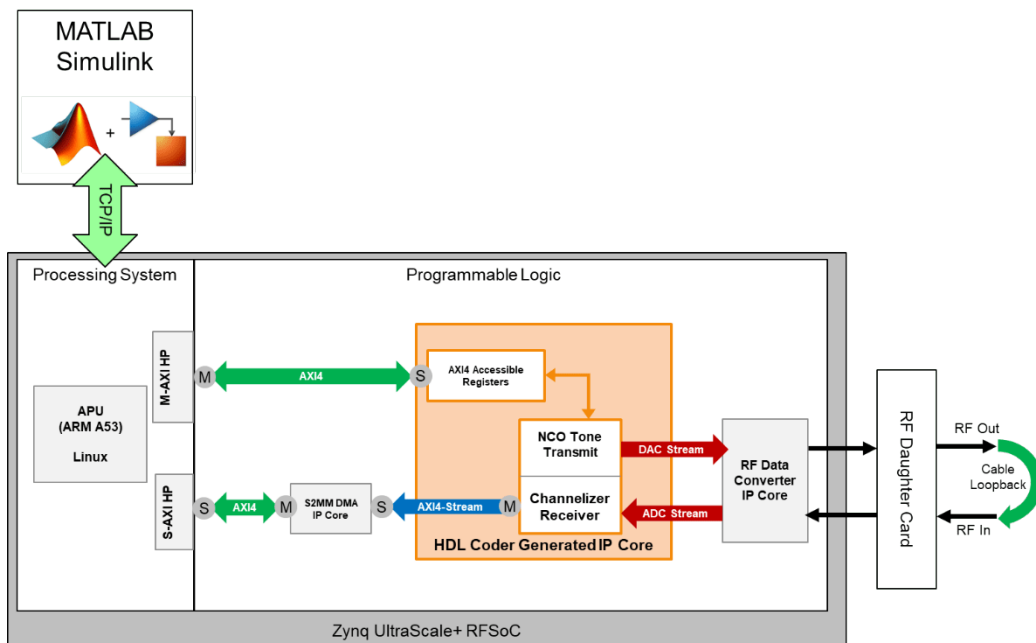 MATLAB
Simulink
+
TCP/IP
Processing System
Programmable Logic
M-AXI HP
M
AXI4
S
AXI4 Accessible
Registers
APU
(ARM A53)
Linux
NCO Tone
Transmit
DAC Stream
RF Data
Converter
IP Core
RF Daughter Card
RF Out
Cable
Loopback
RF In
S-AXI HP
S
AXI4
M
S2MM DMA
IP Core
S
AXI4-Stream
M
Channelizer
Receiver
ADC Stream
HDL Coder Generated IP Core
Zynq UltraScale+ RFSoC